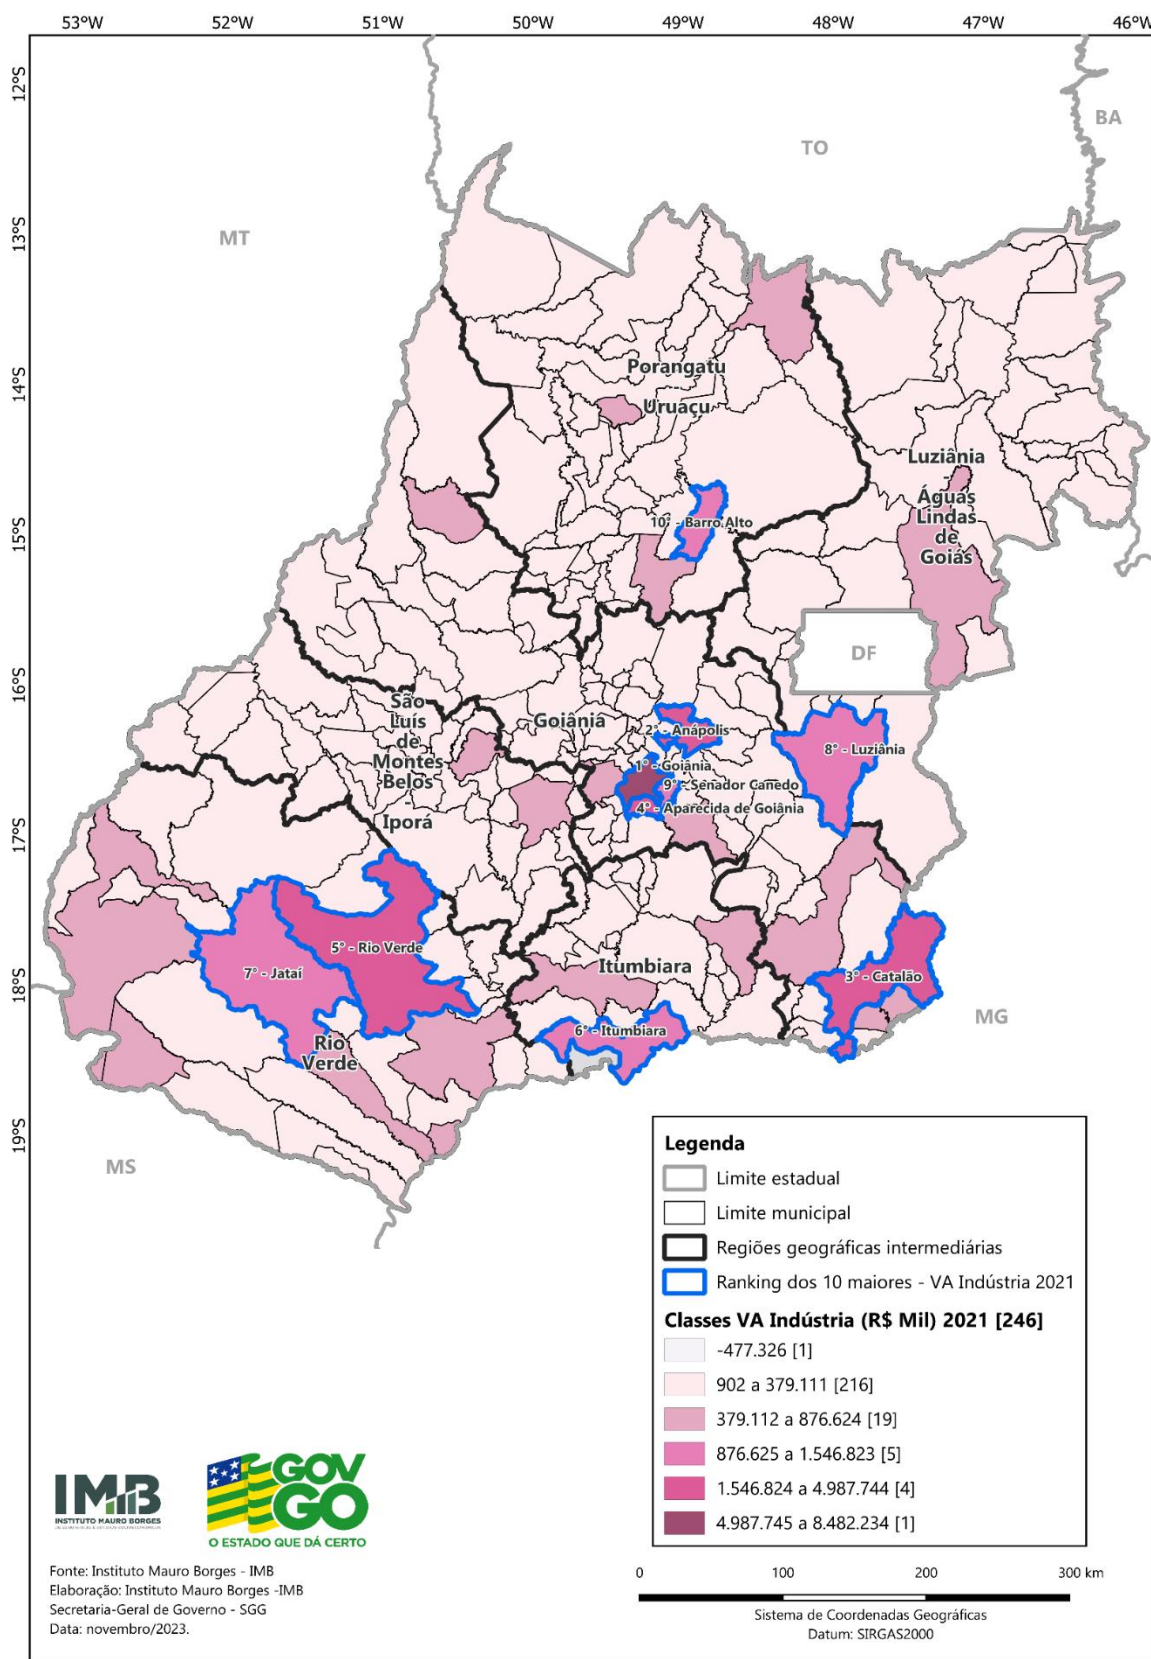 53°W 52°W 51°W 50°W 49°W 48°W 47°W 46°W
12°S
13°S
14°S
15°S
16°S
17°S
18°S
19°S
BA
TO
MT
Porangatu
-
Uruaçu
Luziânia
-
Águas
Lindas
de
Goiás
10° - Barro Alto
DF
São
Luís
de
Montes
Belos
-
Iporá
Goiâniá
2° - Anápolis
8° - Luziânia
1° - Goiânia
9° - Senador Canedo
4° - Aparecida de Goiânia
5° - Rio Verde
7° - Jataí
Itumbiara
3° - Catalão
6° - Itumbiara
Rio
Verde
MG
MS
Legenda
Limite estadual
Limite municipal
Regiões geográficas intermediárias
Ranking dos 10 maiores - VA Indústria 2021
Classes VA Indústria (R$ Mil) 2021 [246]
-477.326 [1]
902 a 379.111 [216]
379.112 a 876.624 [19]
876.625 a 1.546.823 [5]
1.546.824 a 4.987.744 [4]
4.987.745 a 8.482.234 [1]
IMB
INSTITUTO MAURO BORGES
GOV
GO
O ESTADO QUE DÁ CERTO
Fonte: Instituto Mauro Borges - IMB
Elaboração: Instituto Mauro Borges -IMB
Secretaria-Geral de Governo - SGG
Data: novembro/2023.
0 100 200 300 km
Sistema de Coordenadas Geográficas
Datum: SIRGAS2000